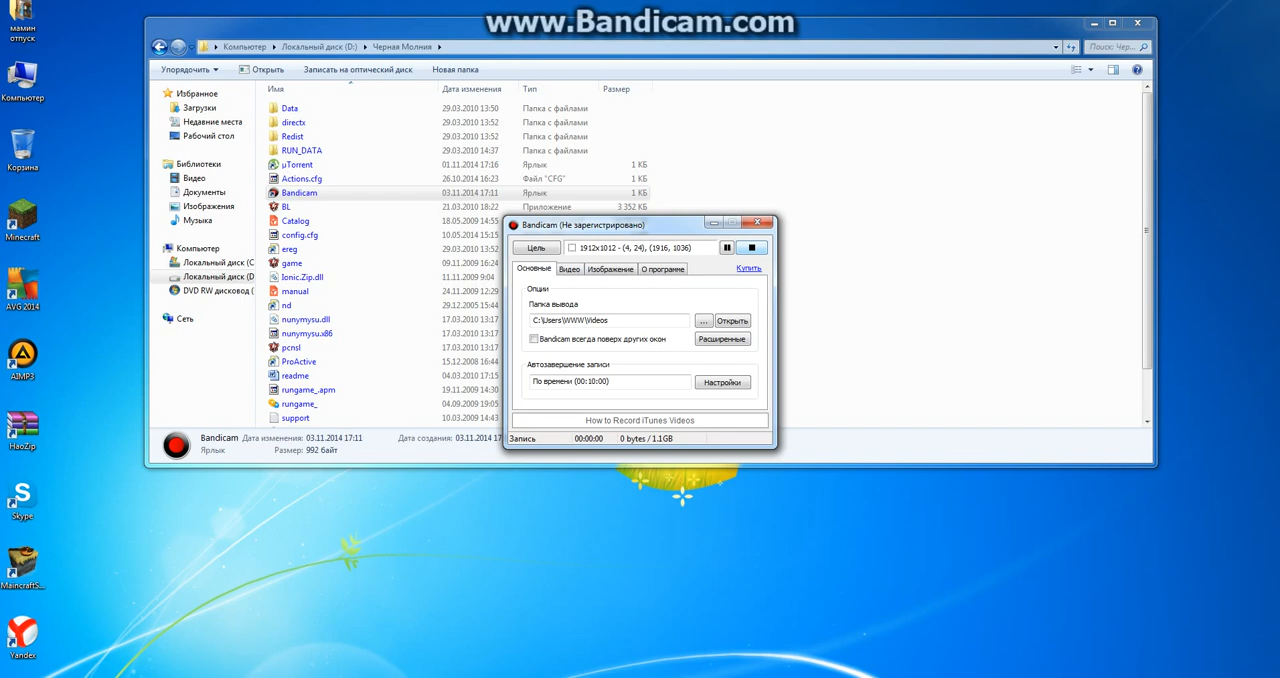 www.Bandicam.com
мамин
отпуск
Компьютер
Корзина
Minecraft
AVG 2014
AIMP3
HaoZip
Skype
MaincraftS...
Yandex
Компьютер Локальный диск (D:) Черная Молния
Поиск: Чер...
Упорядочить Открыть Записать на оптический диск Новая папка
Избранное
Загрузки
Недавние места
Рабочий стол
Библиотеки
Видео
Документы
Изображения
Музыка
Компьютер
Локальный диск (C
Локальный диск (D
DVD RW дисковод (
Сеть
Имя Дата изменения Тип Размер
Data 29.03.2010 13:50 Папка с файлами
directx 29.03.2010 13:52 Папка с файлами
Redist 29.03.2010 13:52 Папка с файлами
RUN_DATA 29.03.2010 14:37 Папка с файлами
µTorrent 01.11.2014 17:16 Ярлык 1 КБ
Actions.cfg 26.10.2014 16:23 Файл "CFG" 1 КБ
Bandicam 03.11.2014 17:11 Ярлык 1 КБ
BL 21.03.2010 18:22 Приложение 3 352 КБ
Catalog 18.05.2009 14:55
config.cfg 10.05.2014 15:15
ereg 02.03.2009 13:52
game 09.11.2009 16:24
Ionic.Zip.dll 11.11.2009 9:04
manual 24.11.2009 12:29
nd 29.12.2005 15:44
nunymysu.dll 17.03.2010 13:17
nunymysu.x86 17.03.2010 13:17
pcnsl 17.03.2010 13:17
ProActive 15.12.2008 16:44
readme 04.03.2010 17:15
rungame_.apm 19.11.2009 14:30
rungame_ 04.09.2009 19:05
support 10.03.2009 14:43
Bandicam Дата изменения: 03.11.2014 17:11 Дата создания: 03.11.2014 17
Ярлык Размер: 992 байт
Bandicam (Не зарегистрировано)
Цель 1912x1012 - (4, 24), (1916, 1036)
Основные Видео Изображение О программе Купить
Опции
Папка вывода
C:\Users\WWW\Videos ... Открыть
Bandicam всегда поверх других окон Расширенные
Автозавершение записи
По времени (00:10:00) Настройки
How to Record iTunes Videos
Запись 00:00:00 0 bytes / 1.1GB